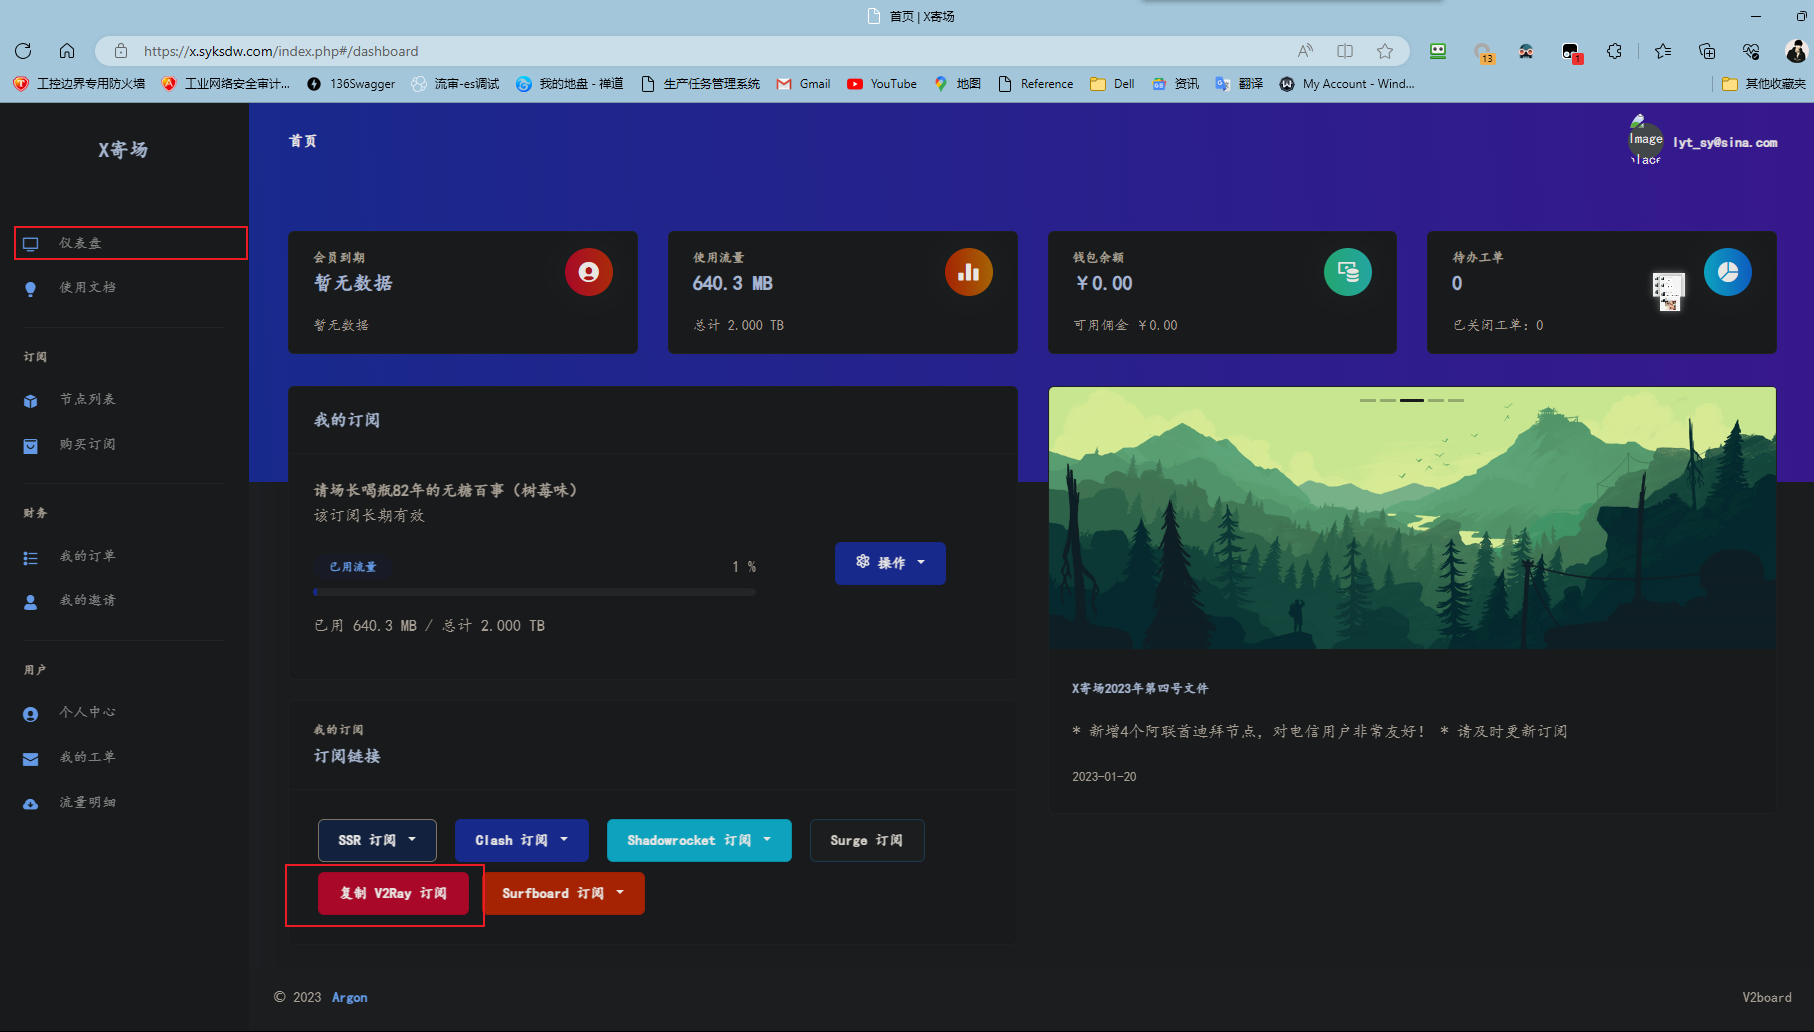 首页 | X寄场
https://x.syksdw.com/index.php#/dashboard
13
1
工控边界专用防火墙
工业网络安全审计...
136Swagger
流审-es调试
我的地盘 - 禅道
生产任务管理系统
Gmail
YouTube
地图
Reference
Dell
资讯
翻译
My Account - Wind...
其他收藏夹
X寄场
首页
Image
place
lyt_sy@sina.com
仪表盘
使用文档
订阅
节点列表
购买订阅
财务
我的订单
我的邀请
用户
个人中心
我的工单
流量明细
会员到期
暂无数据
暂无数据
使用流量
640.3 MB
总计 2.000 TB
钱包余额
￥0.00
可用佣金 ￥0.00
待办工单
0
已关闭工单: 0
我的订阅
请场长喝瓶82年的无糖百事（树莓味）
该订阅长期有效
已用流量
1 %
操作
已用 640.3 MB / 总计 2.000 TB
我的订阅
订阅链接
SSR 订阅
Clash 订阅
Shadowrocket 订阅
Surge 订阅
复制 V2Ray 订阅
Surfboard 订阅
X寄场2023年第四号文件
* 新增4个阿联酋迪拜节点，对电信用户非常友好！ * 请及时更新订阅
2023-01-20
© 2023 Argon
V2board